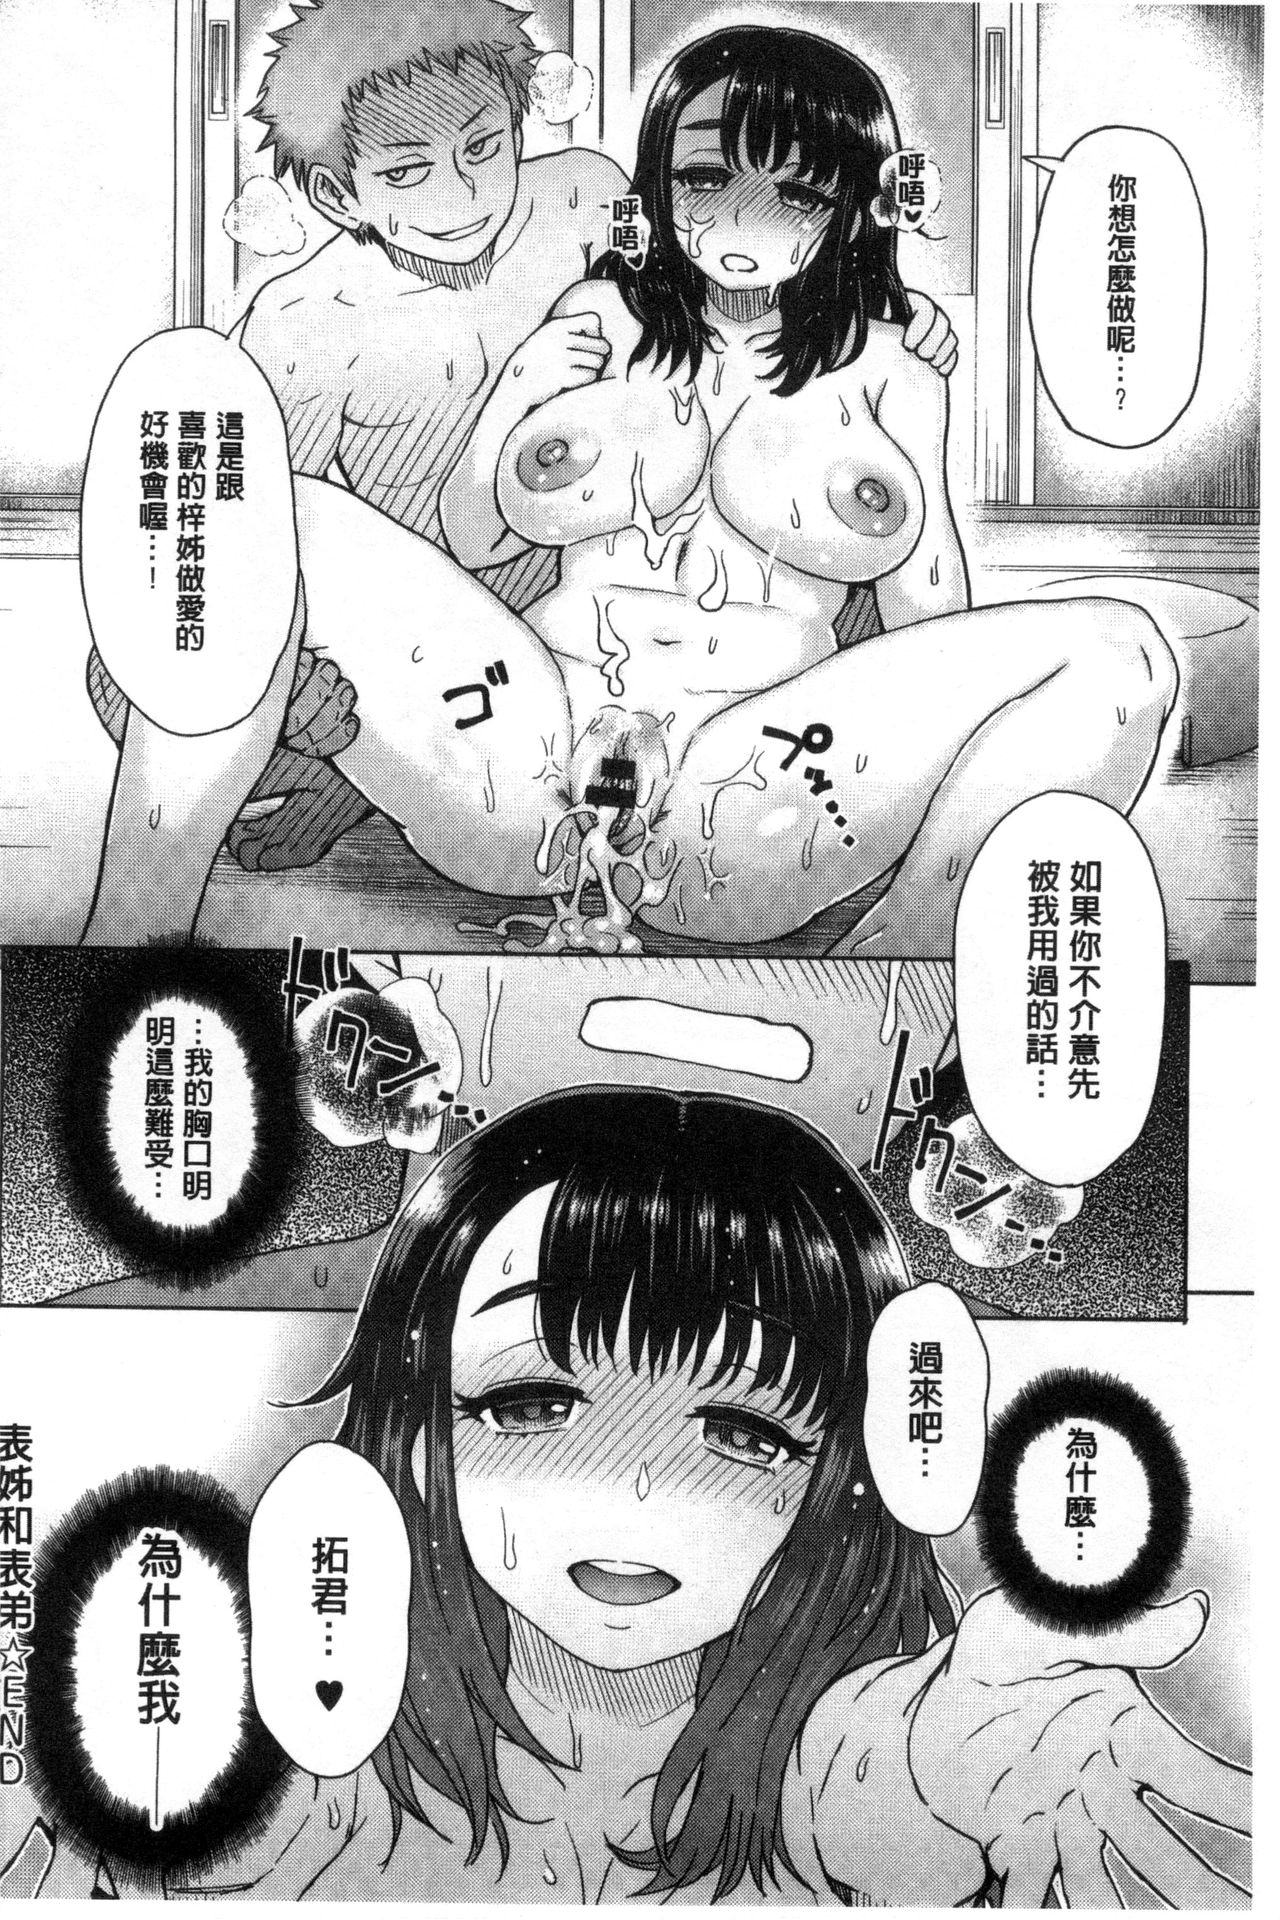 你想怎麼做呢…？
呼唔♥
呼唔♥
這是跟
喜歡的梓姊做愛的
好機會喔…！
ゴ
プッ…
如果你不介意先
被我用過的話…
ドクン…
ドクン…
…我的胸口明
明這麼難受…
為什麼…
過來吧…
拓君…♥
為什麼我——
表姊和表弟☆END